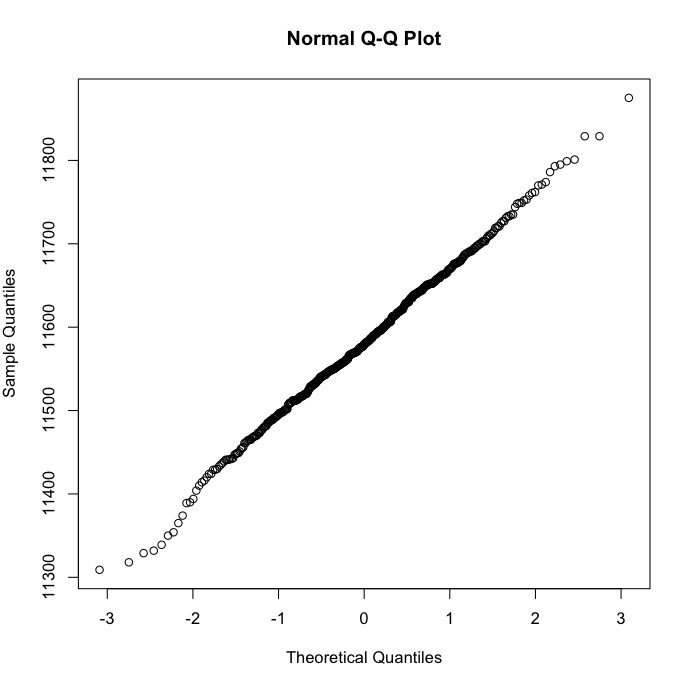 Normal Q-Q Plot
11800
11700
11600
11500
11400
11300
Sample Quantiles
-3 -2 -1 0 1 2 3
Theoretical Quantiles